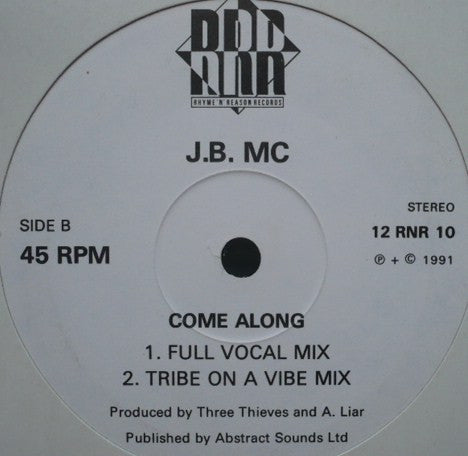 RNR
RHYME 'N' REASON RECORDS
J.B. MC
STEREO
SIDE B
12 RNR 10
45 RPM
℗ + © 1991
COME ALONG
1. FULL VOCAL MIX
2. TRIBE ON A VIBE MIX
Produced by Three Thieves and A. Liar
Published by Abstract Sounds Ltd